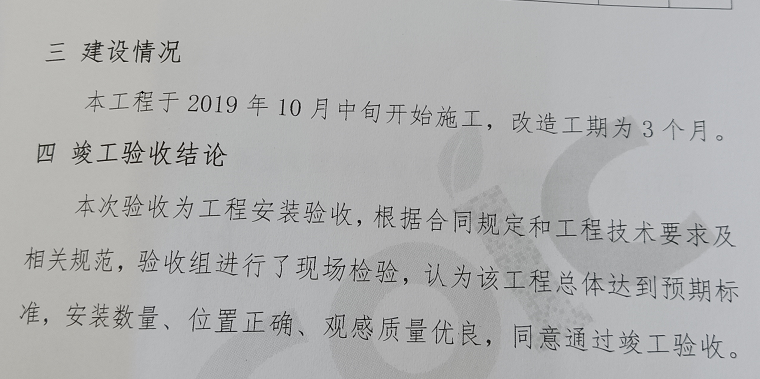 三 建设情况
本工程于 2019 年 10 月中旬开始施工，改造工期为 3 个月。
四 竣工验收结论
本次验收为工程安装验收，根据合同规定和工程技术要求及
相关规范，验收组进行了现场检验，认为该工程总体达到预期标
准，安装数量、位置正确、观感质量优良，同意通过竣工验收。